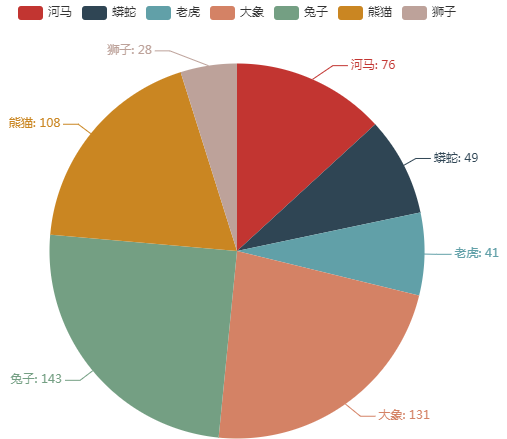 河马 蟒蛇 老虎 大象 兔子 熊猫 狮子
狮子: 28
河马: 76
熊猫: 108
蟒蛇: 49
老虎: 41
兔子: 143
大象: 131